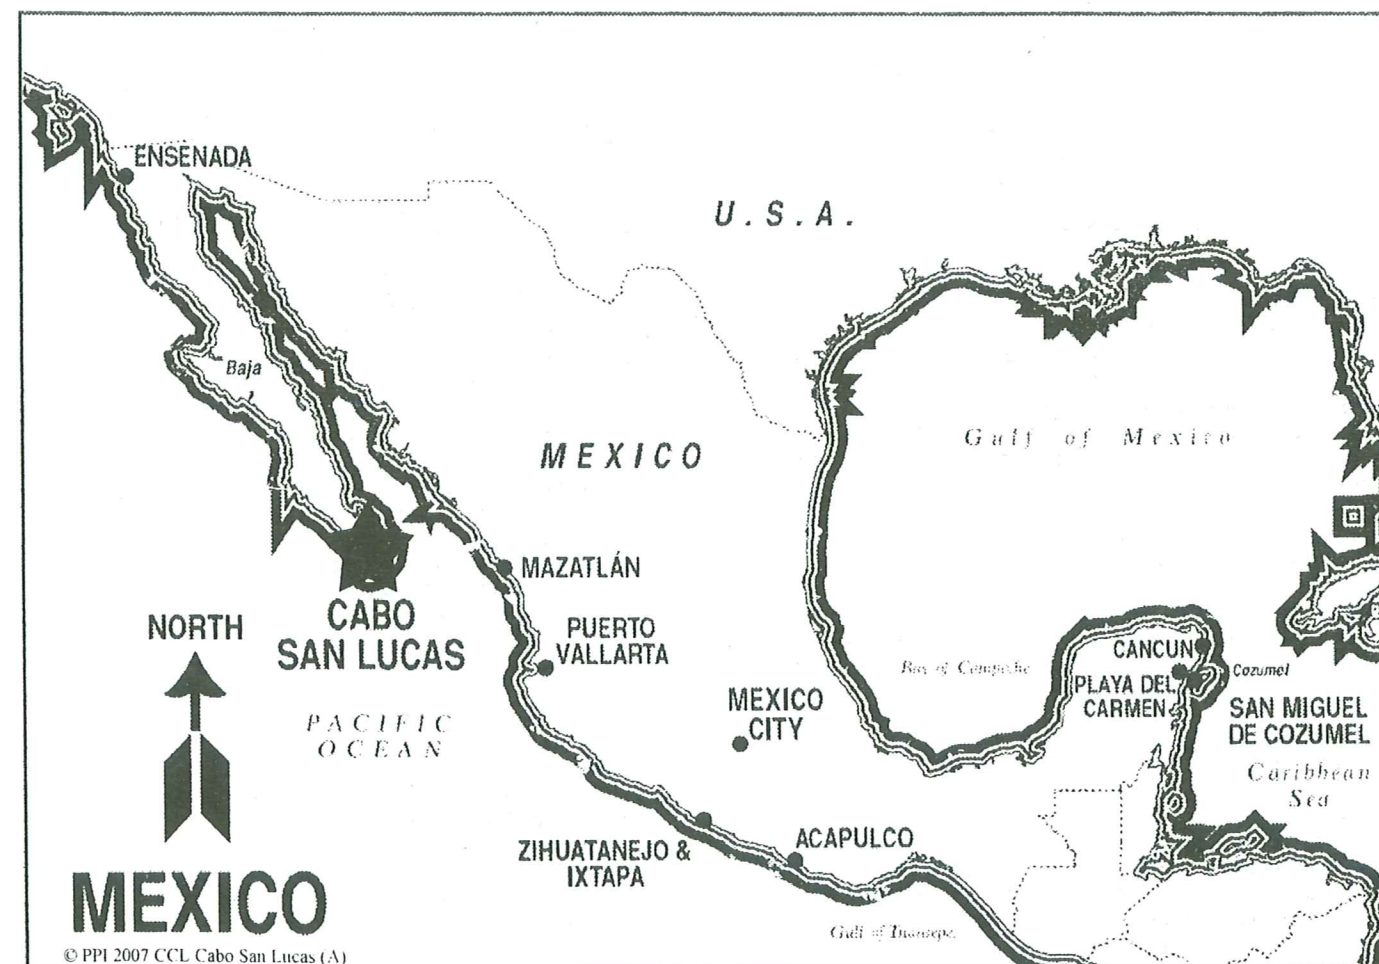 ENSENADA
U.S.A.
Baja
Gulf of Mexico
MEXICO
MAZATLÁN
CABO
SAN LUCAS
NORTH
PUERTO
VALLARTA
PACIFIC
OCEAN
MEXICO
CITY
Bay of Campeche
CANCUN
Cozumel
PLAYA DEL
CARMEN
SAN MIGUEL
DE COZUMEL
Caribbean
Sea
ZIHUATANEJO &
IXTAPA
ACAPULCO
Gulf of
MEXICO
© PPI 2007 CCL Cabo San Lucas (A)